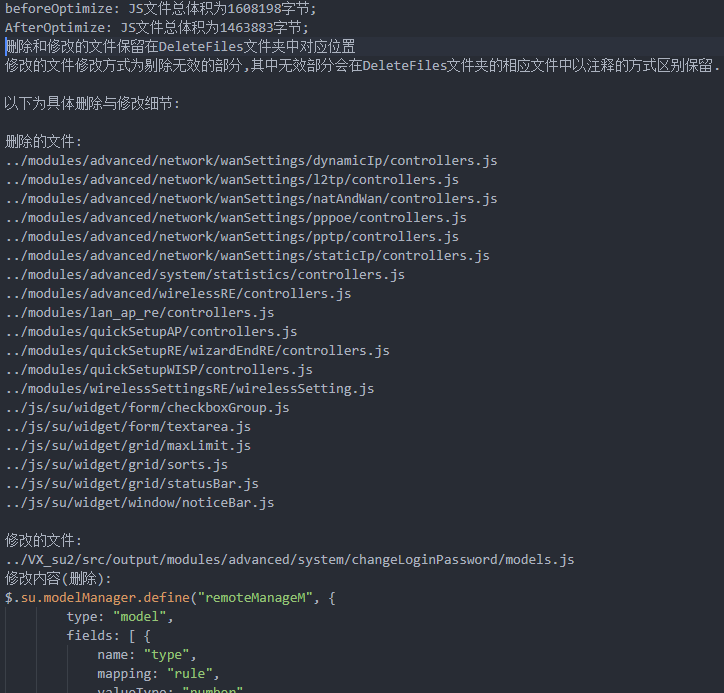 beforeOptimize: JS文件总体积为1608198字节;
AfterOptimize: JS文件总体积为1463883字节;
删除和修改的文件保留在DeleteFiles文件夹中对应位置
修改的文件修改方式为剔除无效的部分,其中无效部分会在DeleteFiles文件夹的相应文件中以注释的方式区别保留.
以下为具体删除与修改细节:
删除的文件:
../modules/advanced/network/wanSettings/dynamicIp/controllers.js
../modules/advanced/network/wanSettings/l2tp/controllers.js
../modules/advanced/network/wanSettings/natAndWan/controllers.js
../modules/advanced/network/wanSettings/pppoe/controllers.js
../modules/advanced/network/wanSettings/pptp/controllers.js
../modules/advanced/network/wanSettings/staticIp/controllers.js
../modules/advanced/system/statistics/controllers.js
../modules/advanced/wirelessRE/controllers.js
../modules/lan_ap_re/controllers.js
../modules/quickSetupAP/controllers.js
../modules/quickSetupRE/wizardEndRE/controllers.js
../modules/quickSetupWISP/controllers.js
../modules/wirelessSettingsRE/wirelessSetting.js
../js/su/widget/form/checkboxGroup.js
../js/su/widget/form/textarea.js
../js/su/widget/grid/maxLimit.js
../js/su/widget/grid/sorts.js
../js/su/widget/grid/statusBar.js
../js/su/widget/window/noticeBar.js
修改的文件:
../VX_su2/src/output/modules/advanced/system/changeLoginPassword/models.js
修改内容(删除):
$.su.modelManager.define("remoteManageM", {
type: "model",
fields: [ {
name: "type",
mapping: "rule",
valueType: "number"